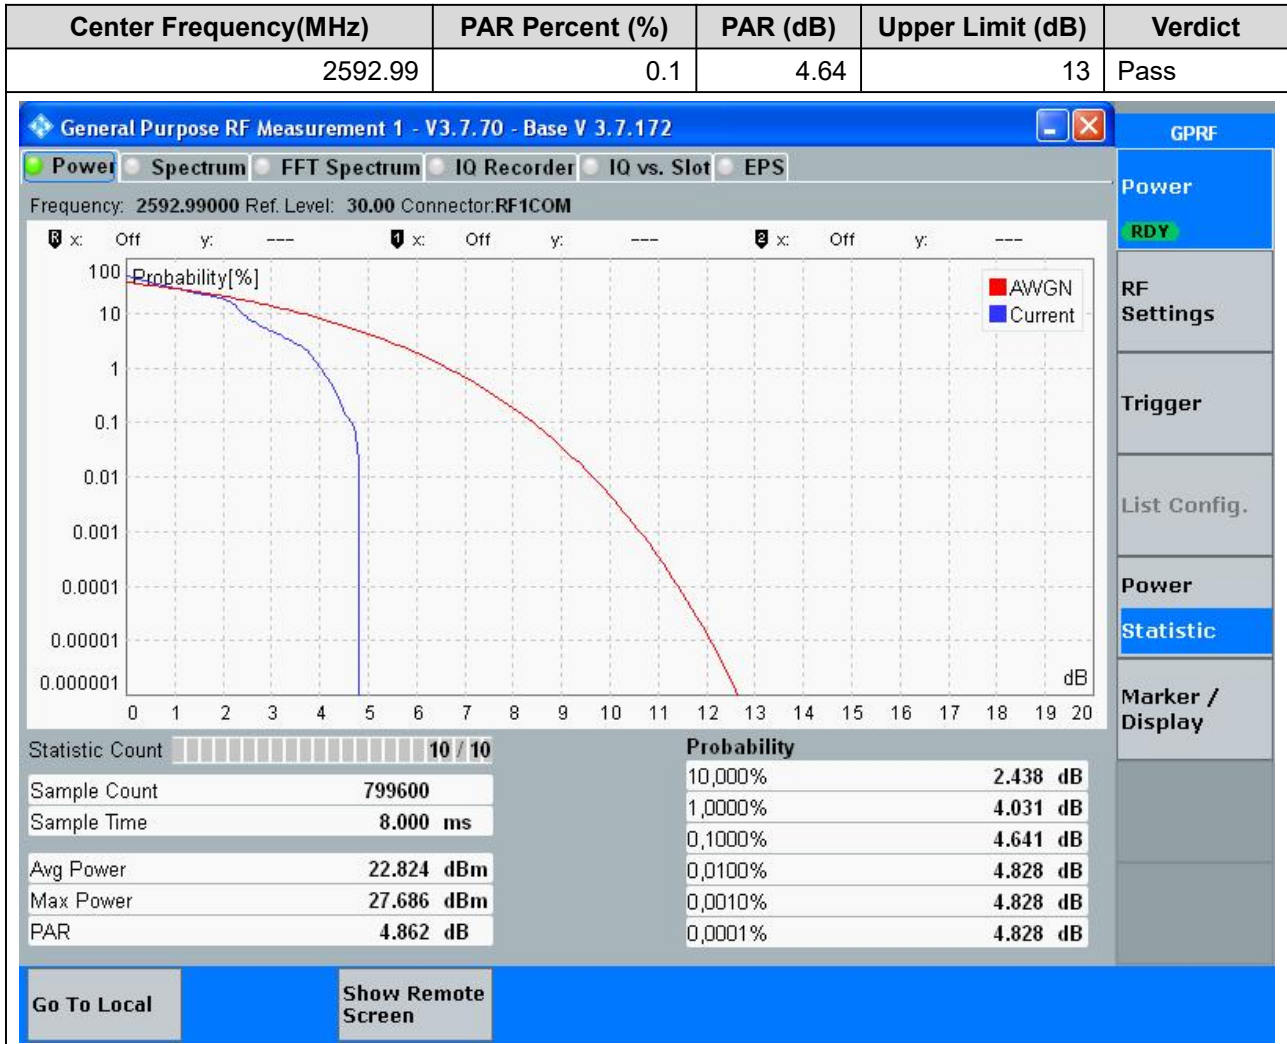 Center Frequency(MHz) PAR Percent (%) PAR (dB) Upper Limit (dB) Verdict
2592.99 0.1 4.64 13 Pass
General Purpose RF Measurement 1 - V3.7.70 - Base V 3.7.172
GPRF
Power Spectrum FFT Spectrum IQ Recorder IQ vs. Slot EPS
Frequency: 2592.99000 Ref. Level: 30.00 Connector:RF1COM
R x: Off y: --- 1 x: Off y: --- 2 x: Off y: ---
Probability[%]
100
10
1
0.1
0.01
0.001
0.0001
0.00001
0.000001
AWGN
Current
dB
0 1 2 3 4 5 6 7 8 9 10 11 12 13 14 15 16 17 18 19 20
Statistic Count 10 / 10
Sample Count 799600
Sample Time 8.000 ms
Avg Power 22.824 dBm
Max Power 27.686 dBm
PAR 4.862 dB
Probability
10,000% 2.438 dB
1,0000% 4.031 dB
0,1000% 4.641 dB
0,0100% 4.828 dB
0,0010% 4.828 dB
0,0001% 4.828 dB
Power
RDY
RF
Settings
Trigger
List Config.
Power
Statistic
Marker /
Display
Go To Local
Show Remote
Screen